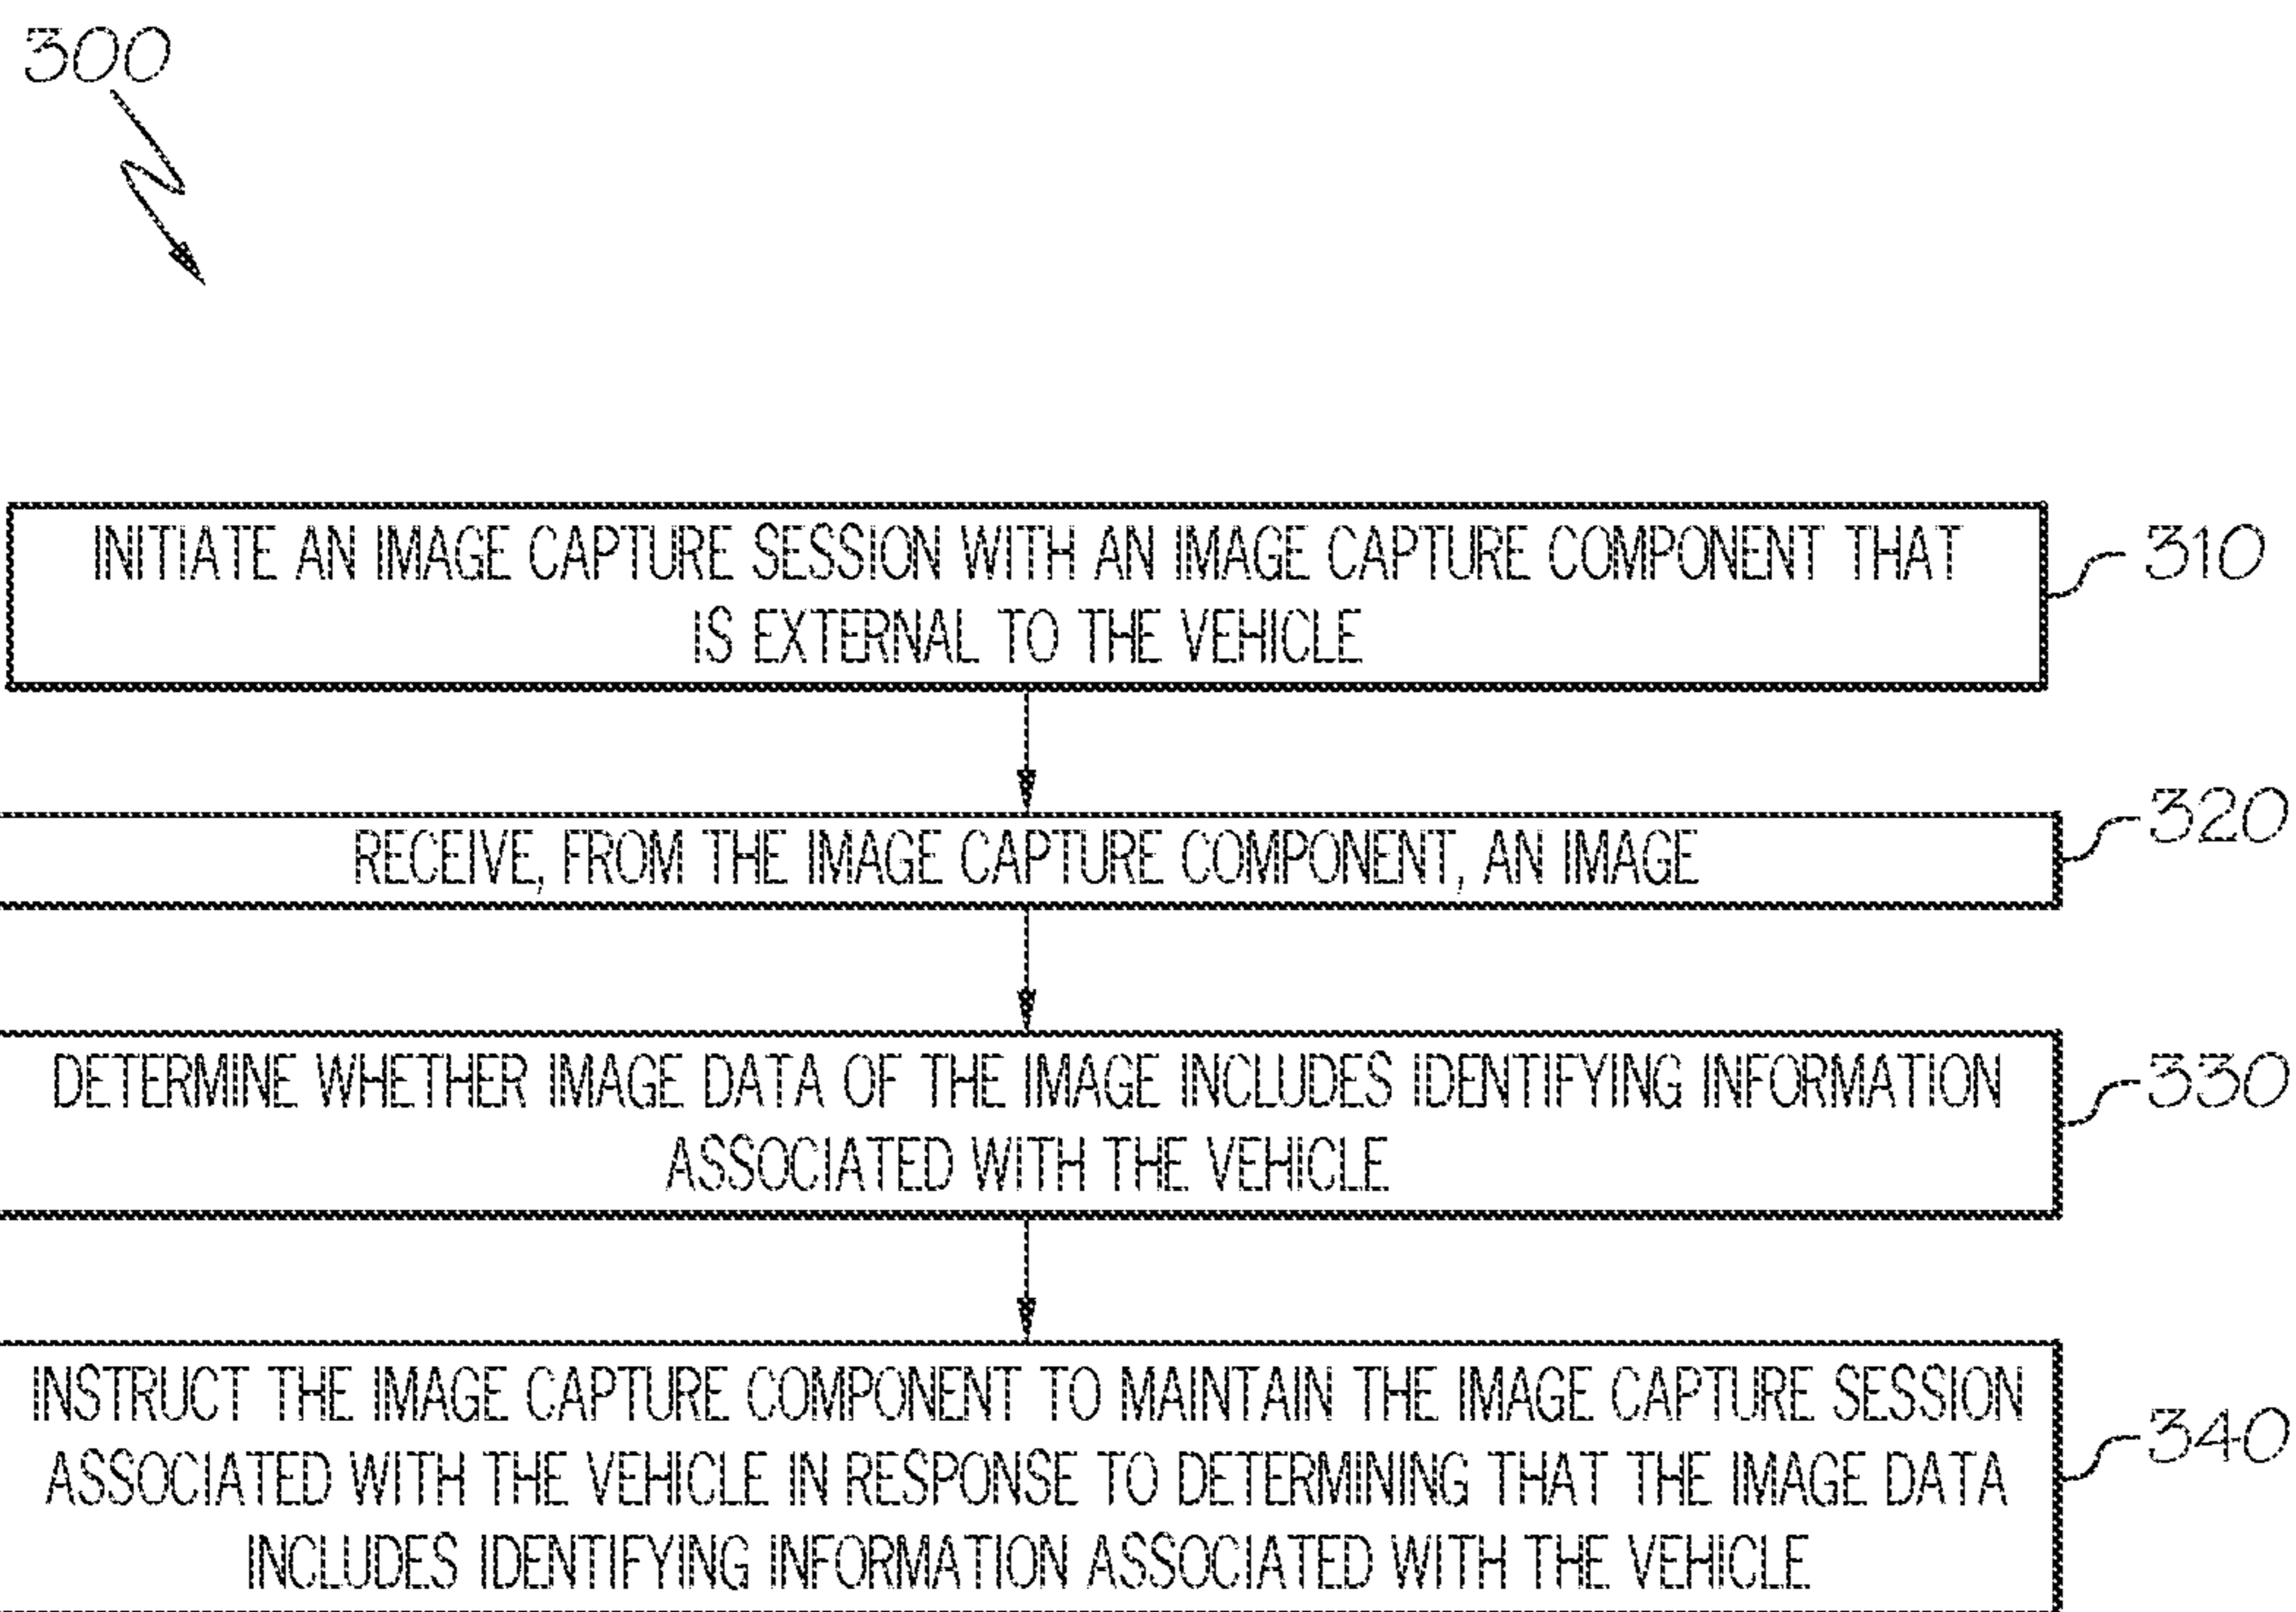 300
INITIATE AN IMAGE CAPTURE SESSION WITH AN IMAGE CAPTURE COMPONENT THAT
IS EXTERNAL TO THE VEHICLE
310
RECEIVE, FROM THE IMAGE CAPTURE COMPONENT, AN IMAGE
320
DETERMINE WHETHER IMAGE DATA OF THE IMAGE INCLUDES IDENTIFYING INFORMATION
ASSOCIATED WITH THE VEHICLE
330
INSTRUCT THE IMAGE CAPTURE COMPONENT TO MAINTAIN THE IMAGE CAPTURE SESSION
ASSOCIATED WITH THE VEHICLE IN RESPONSE TO DETERMINING THAT THE IMAGE DATA
INCLUDES IDENTIFYING INFORMATION ASSOCIATED WITH THE VEHICLE
340